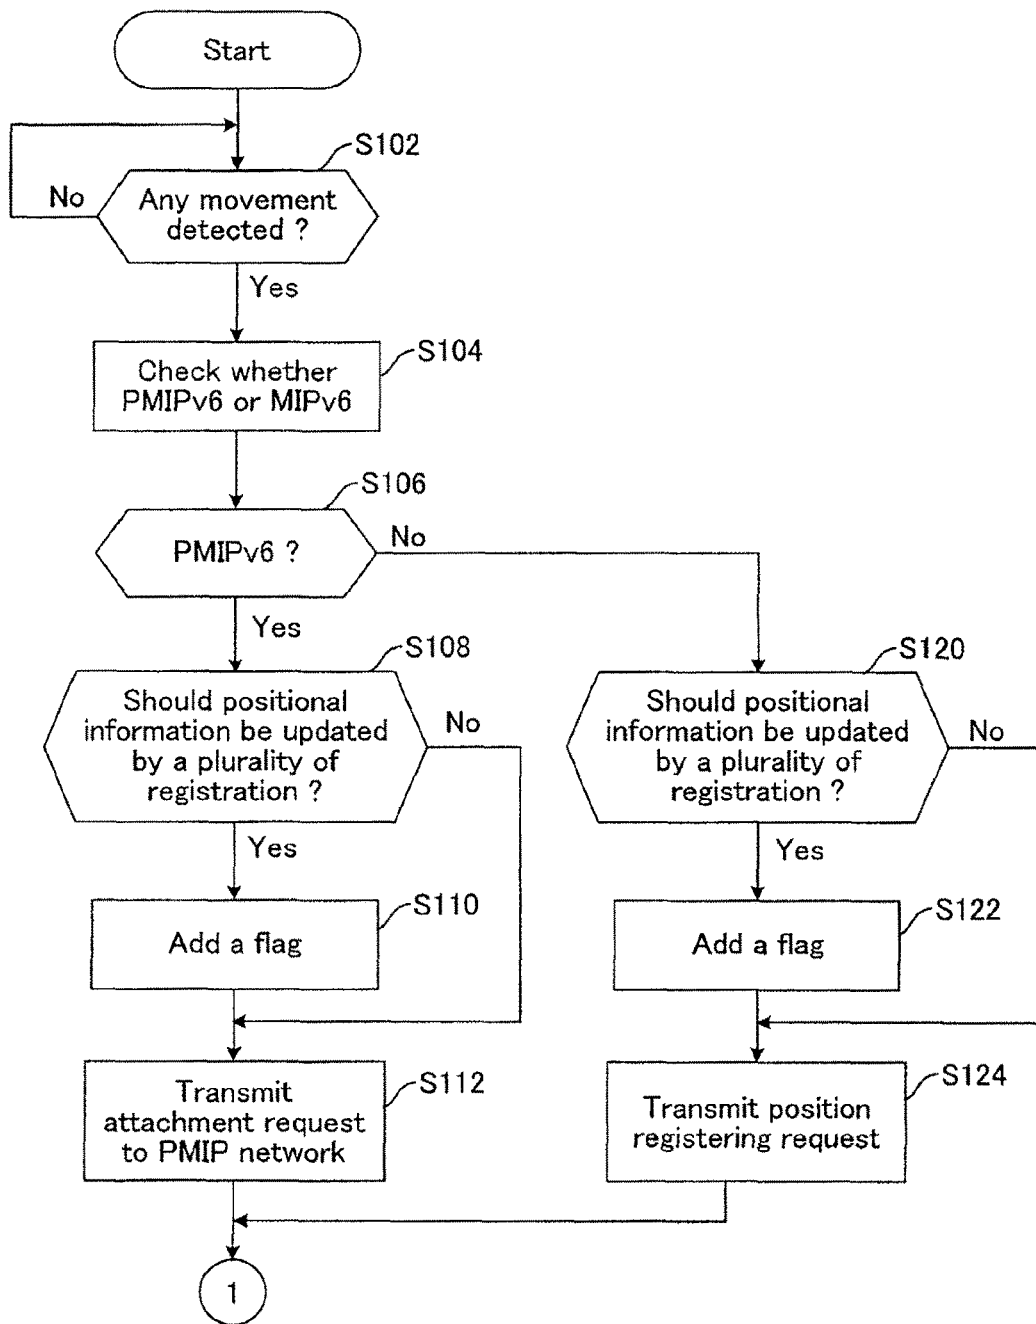 Start
S102
No
Any movement
detected ?
Yes
S104
Check whether
PMIPv6 or MIPv6
S106
PMIPv6 ?
No
Yes
S108
Should positional
information be updated
by a plurality of
registration ?
No
Yes
S110
Add a flag
S112
Transmit
attachment request
to PMIP network
S120
Should positional
information be updated
by a plurality of
registration ?
No
Yes
S122
Add a flag
S124
Transmit position
registering request
1